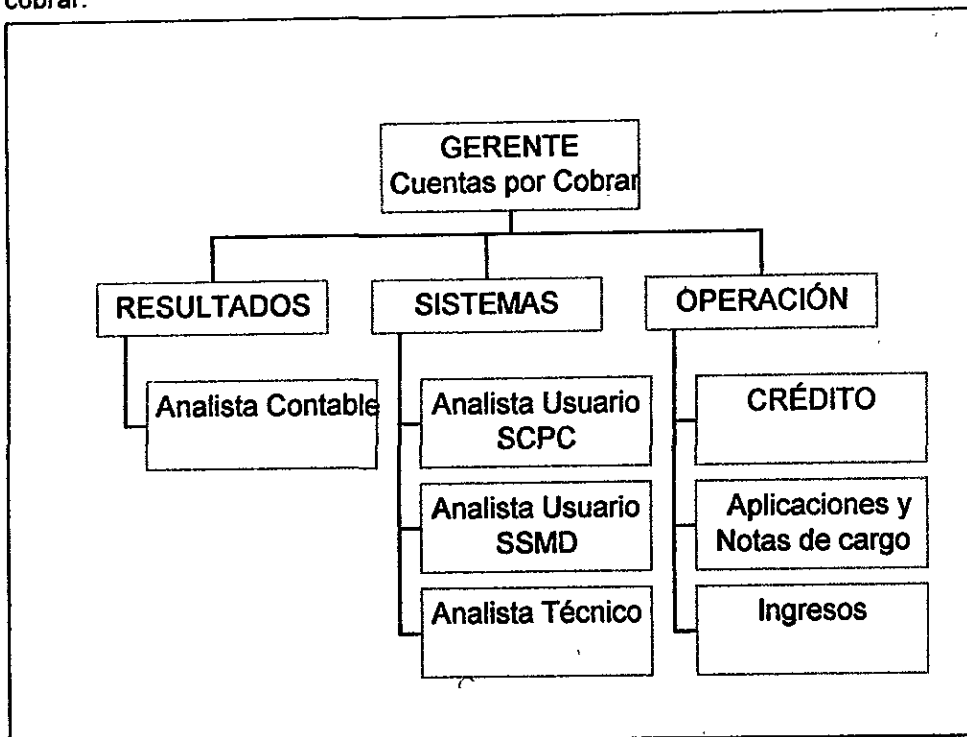 cobrar.
GERENTE
Cuentas por Cobrar
RESULTADOS
SISTEMAS
OPERACIÓN
Analista Contable
Analista Usuario
SCPC
Analista Usuario
SSMD
Analista Técnico
CRÉDITO
Aplicaciones y
Notas de cargo
Ingresos